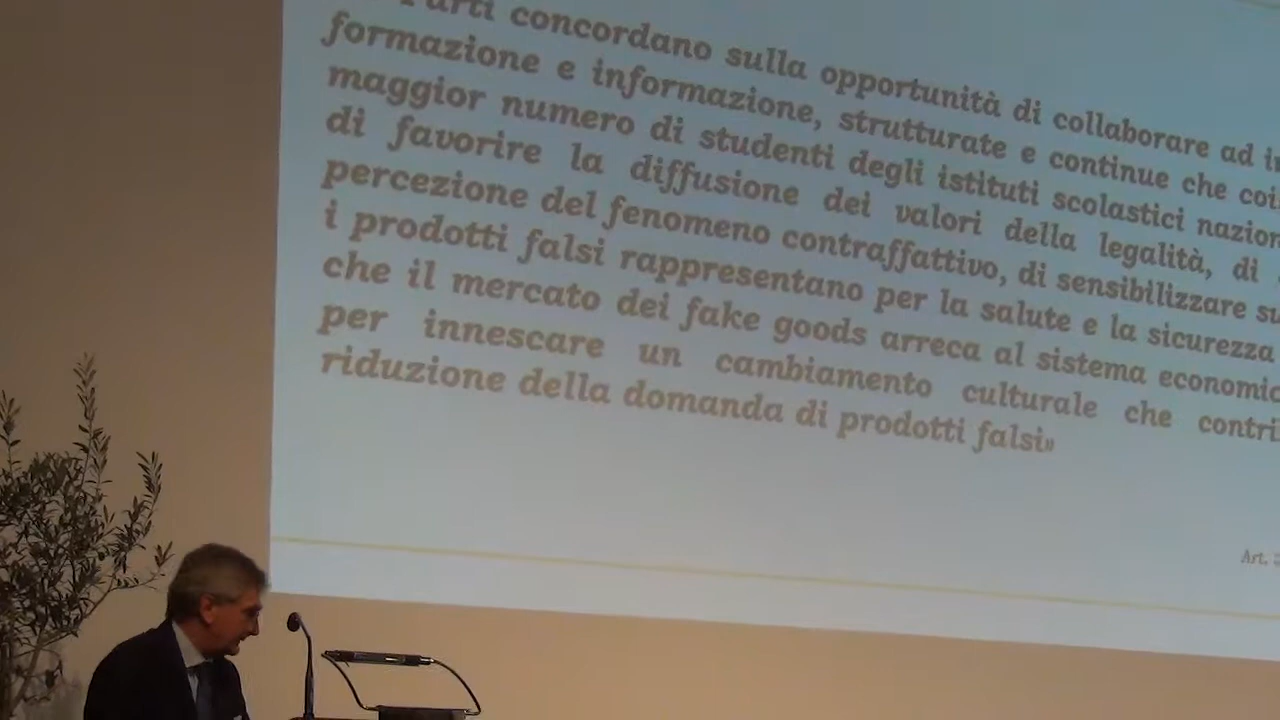 concordano sulla opportunità di collaborare ad
formazione e informazione, strutturate e continue che
maggior numero di studenti degli istituti scolastici
di favorire la diffusione dei valori della legalità, di
percezione del fenomeno contraffattivo, di sensibilizzare
i prodotti falsi rappresentano per la salute e la sicurezza
che il mercato dei fake goods arreca al sistema
per innescare un cambiamento culturale che
riduzione della domanda di prodotti falsi»
Art.